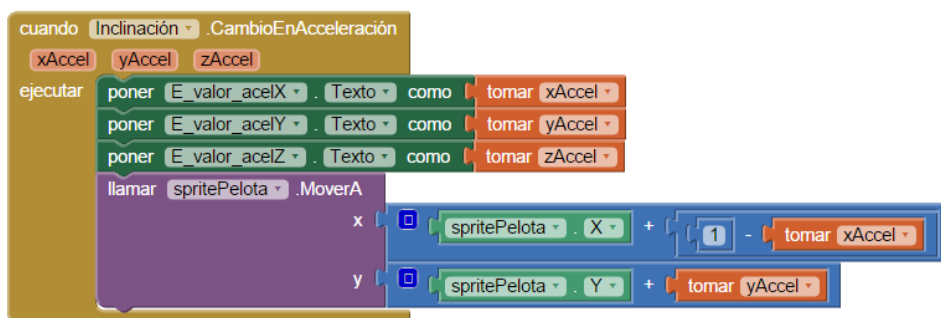 cuando Inclinación .CambioEnAcceleración
xAccel yAccel zAccel
ejecutar poner E_valor_acelX . Texto como tomar xAccel
poner E_valor_acelY . Texto como tomar yAccel
poner E_valor_acelZ . Texto como tomar zAccel
llamar spritePelota .MoverA
x spritePelota . X + 1 - tomar xAccel
y spritePelota . Y + tomar yAccel